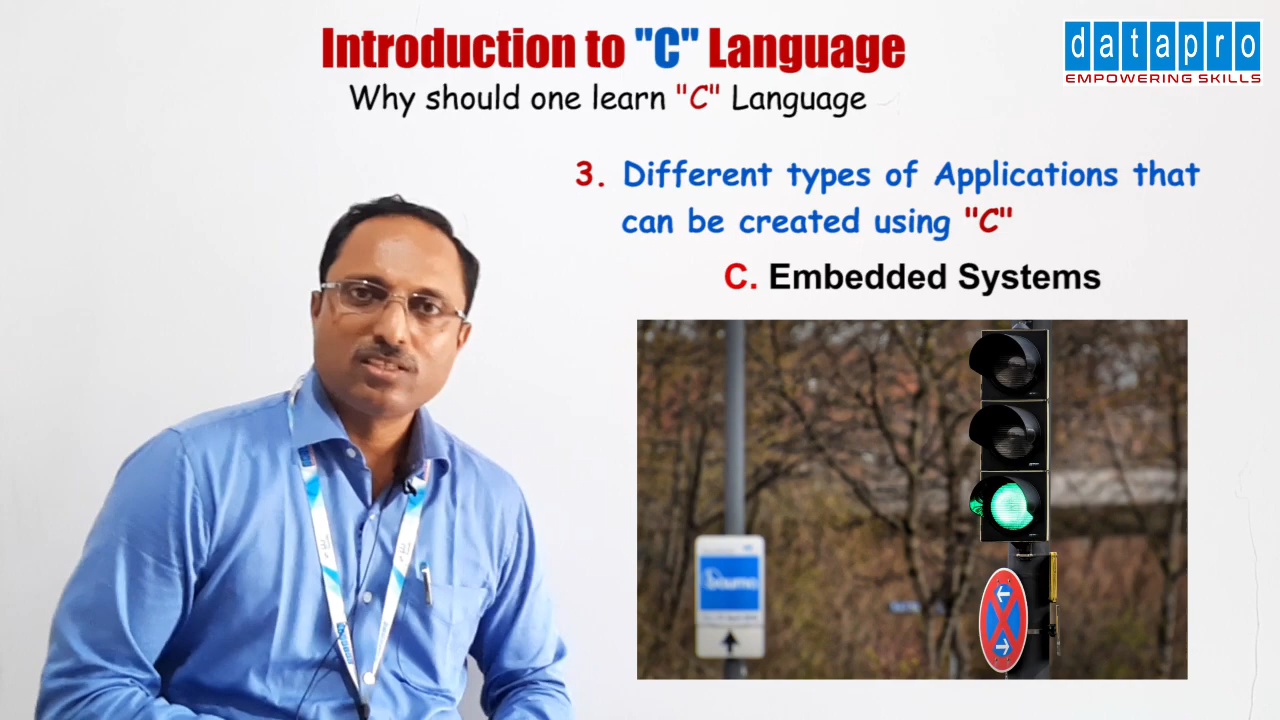 Introduction to "C" Language
Why should one learn "C" Language
datapro
EMPOWERING SKILLS
3. Different types of Applications that
can be created using "C"
C. Embedded Systems